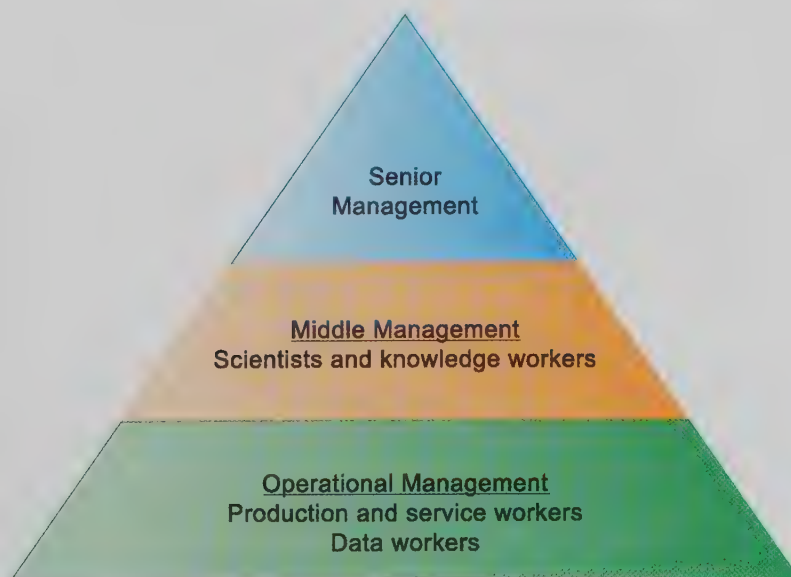 Senior
Management
Middle Management
Scientists and knowledge workers
Operational Management
Production and service workers
Data workers